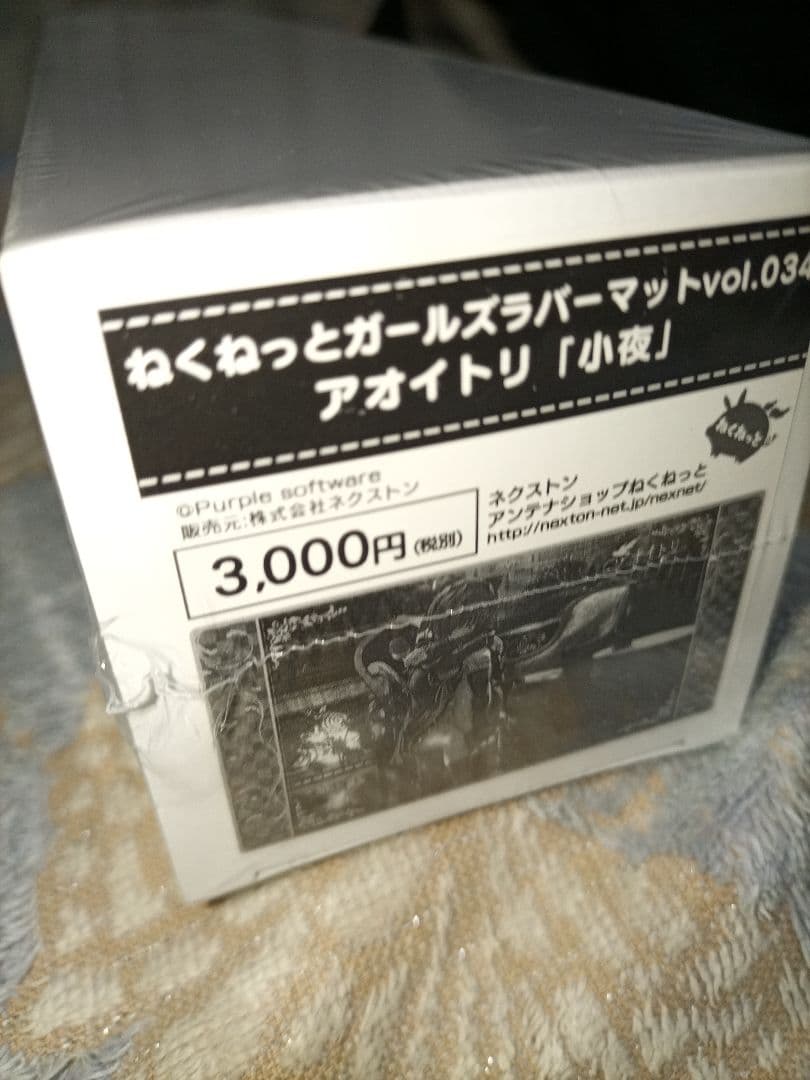 ねくねっとガールズラバーマットvol.034
アオイトリ「小夜」
ねくねっと
©Purple software
販売元:株式会社ネクストン
3,000円(税別)
ネクストン
アンテナショップねくねっと
http://nexton-net.jp/nexnet/